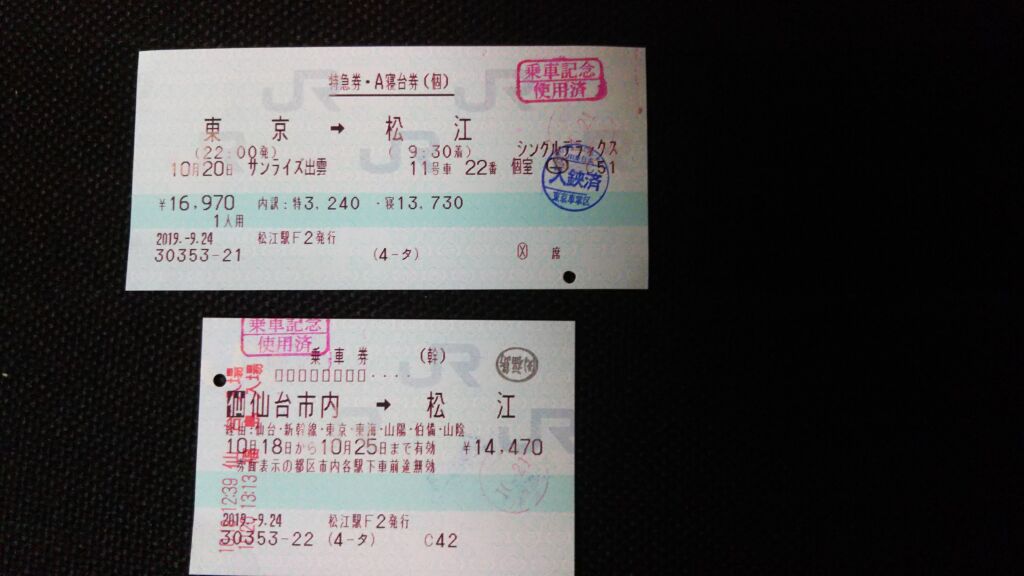 特急券・A寝台券(個)
乗車記念
使用済
東 京 → 松 江
(22:00発) (9:30着) シングルデラックス
10月20日 サンライズ出雲 11号車 22番 個室 C51
入鋏済
東京車掌区
¥16,970 内訳:特3,240 ・寝13,730
1人用
2019.-9.24 松江駅F2発行
30353-21 (4-タ) Ⓧ 席
乗車記念
使用済
乗車券 (幹)
▯▯▯▯▯▯▯▯....
仙台市内 → 松 江
経由:仙台・新幹線・東京・東海・山陽・伯備・山陰
10月18日から10月25日まで有効 ¥14,470
券面表示の都区市内各駅下車前途無効
2019.-9.24 松江駅F2発行
30353-22 (4-タ) C42